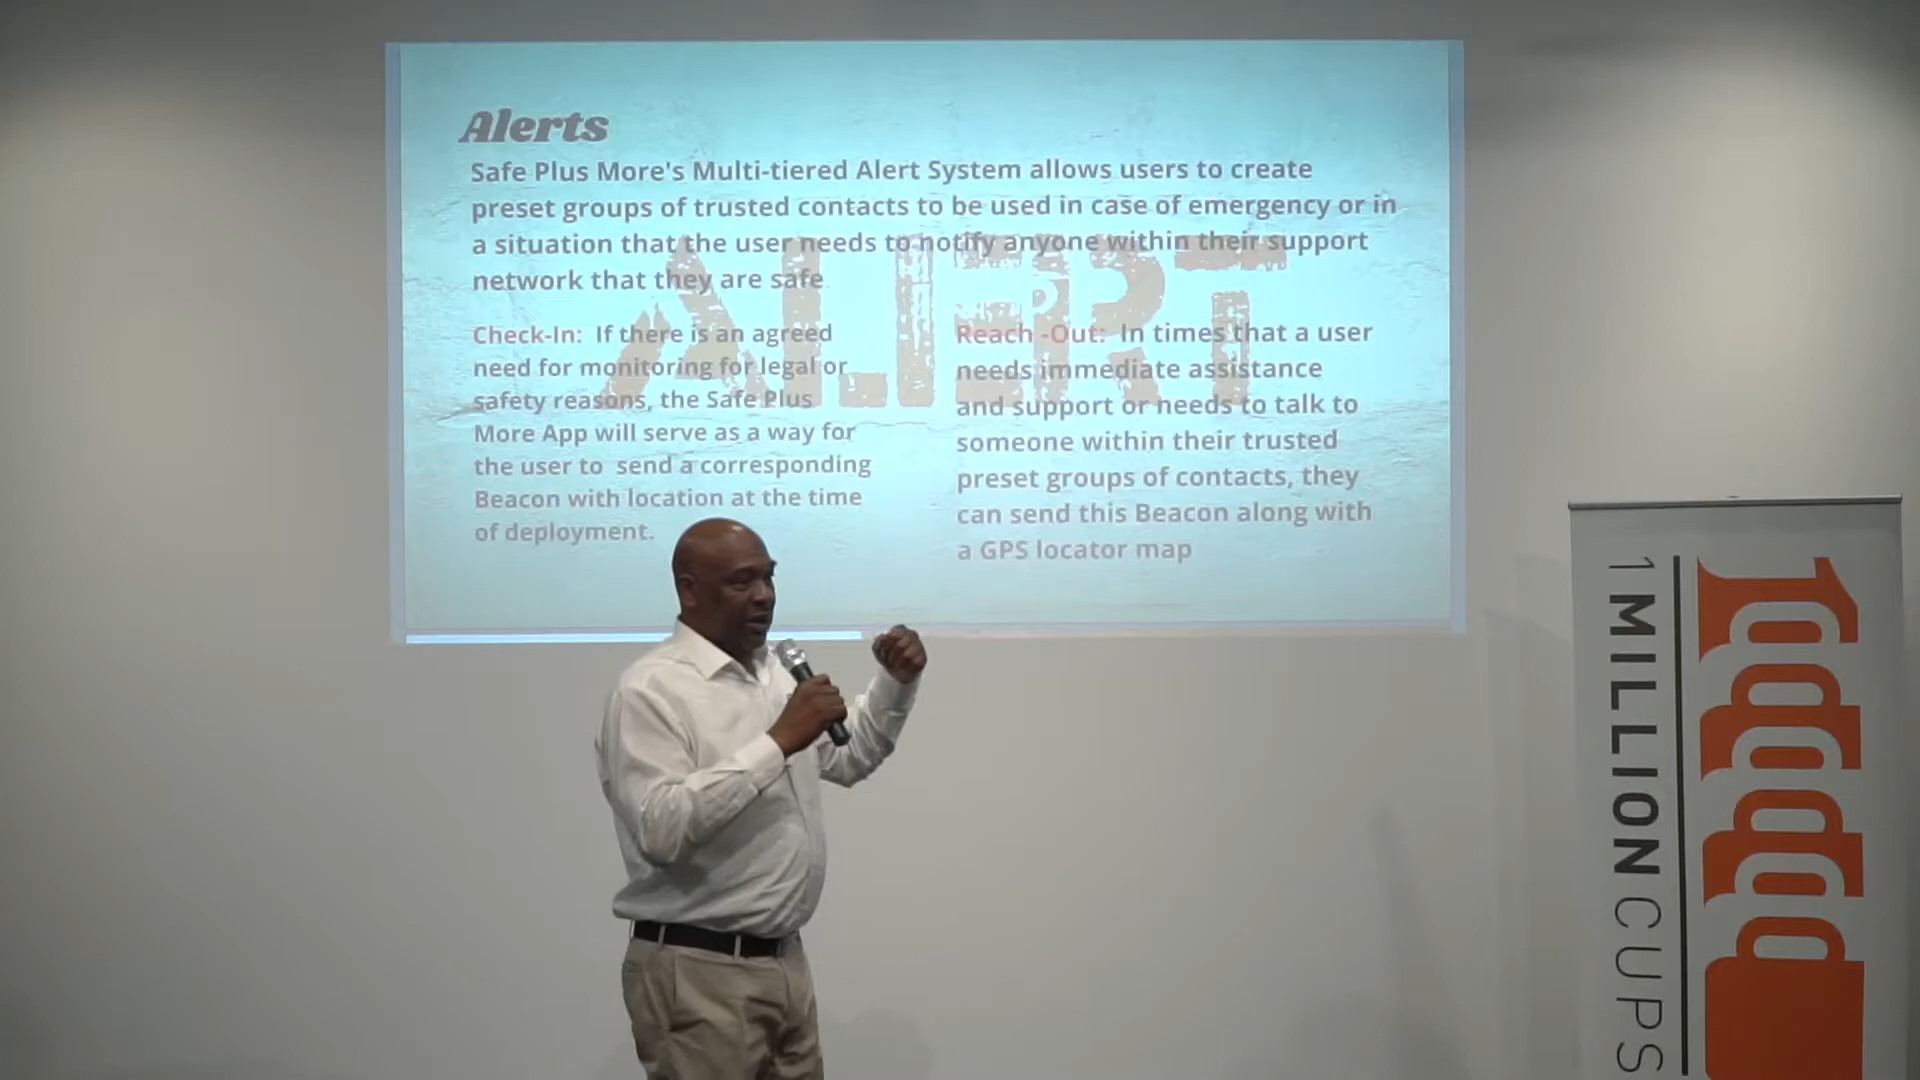 Alerts
Safe Plus More's Multi-tiered Alert System allows users to create
preset groups of trusted contacts to be used in case of emergency or in
a situation that the user needs to notify anyone within their support
network that they are safe
ALERT
Check-In: If there is an agreed
need for monitoring for legal or
safety reasons, the Safe Plus
More App will serve as a way for
the user to send a corresponding
Beacon with location at the time
of deployment.
Reach -Out: In times that a user
needs immediate assistance
and support or needs to talk to
someone within their trusted
preset groups of contacts, they
can send this Beacon along with
a GPS locator map
1MILLIONCUPS